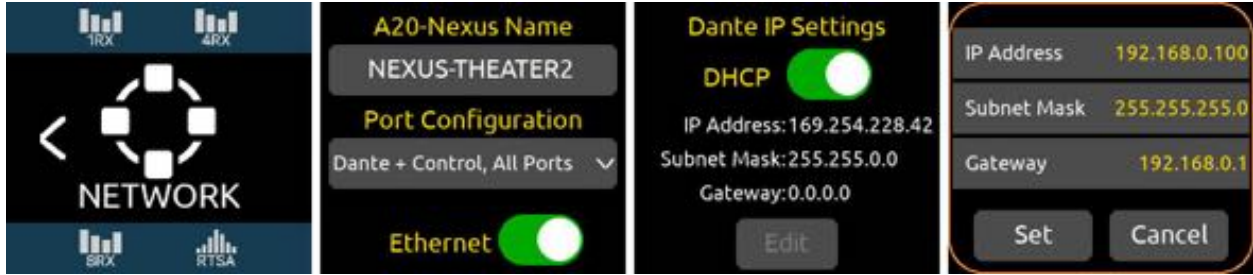 1RX 4RX
NETWORK
8RX RTSA
A20-Nexus Name
NEXUS-THEATER2
Port Configuration
Dante + Control, All Ports
Ethernet
Dante IP Settings
DHCP
IP Address:169.254.228.42
Subnet Mask:255.255.0.0
Gateway:0.0.0.0
Edit
IP Address 192.168.0.100
Subnet Mask 255.255.255.0
Gateway 192.168.0.1
Set Cancel